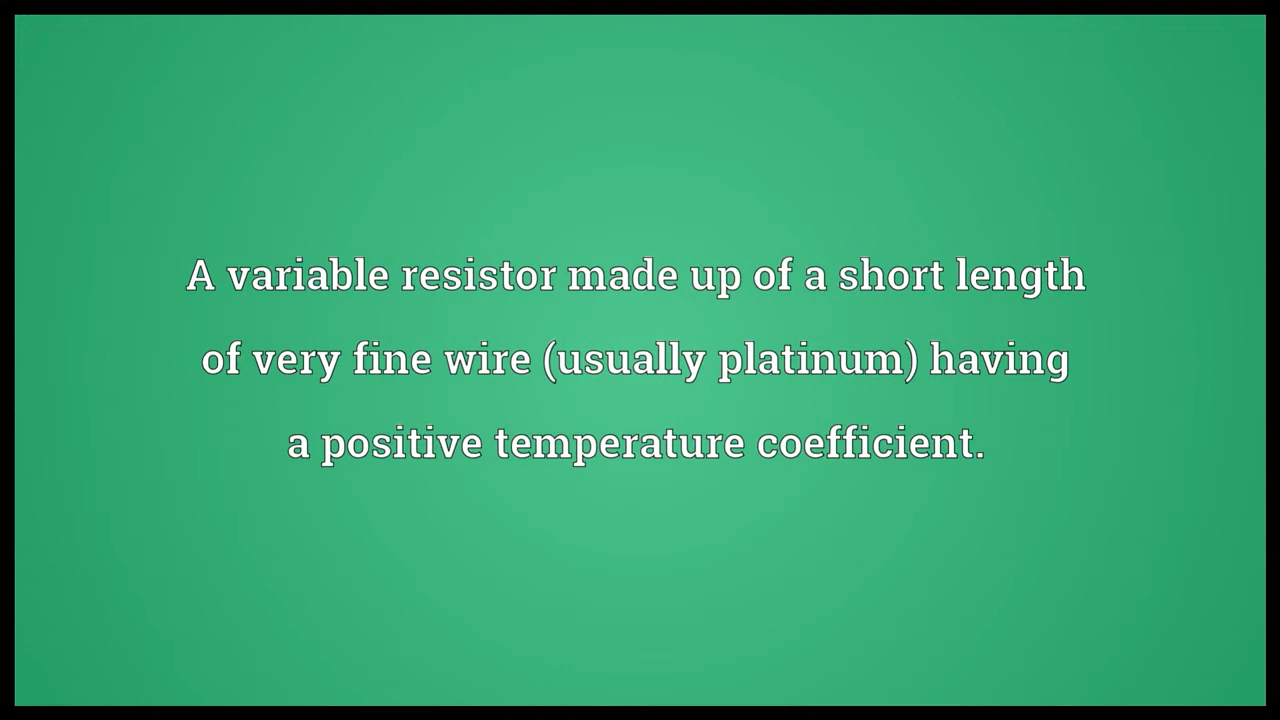 A variable resistor made up of a short length
of very fine wire (usually platinum) having
a positive temperature coefficient.